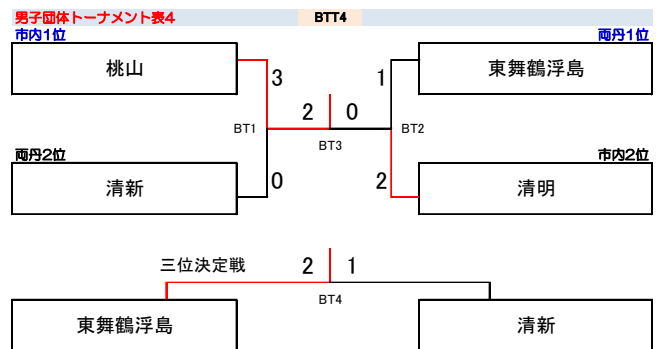 男子団体トーナメント表4 BTT4
市内1位 両丹1位
桃山 3 1 東舞鶴浮島
2 0
BT1 BT3 BT2
両丹2位 市内2位
清新 0 2 清明
三位決定戦 2 1
BT4
東舞鶴浮島 清新